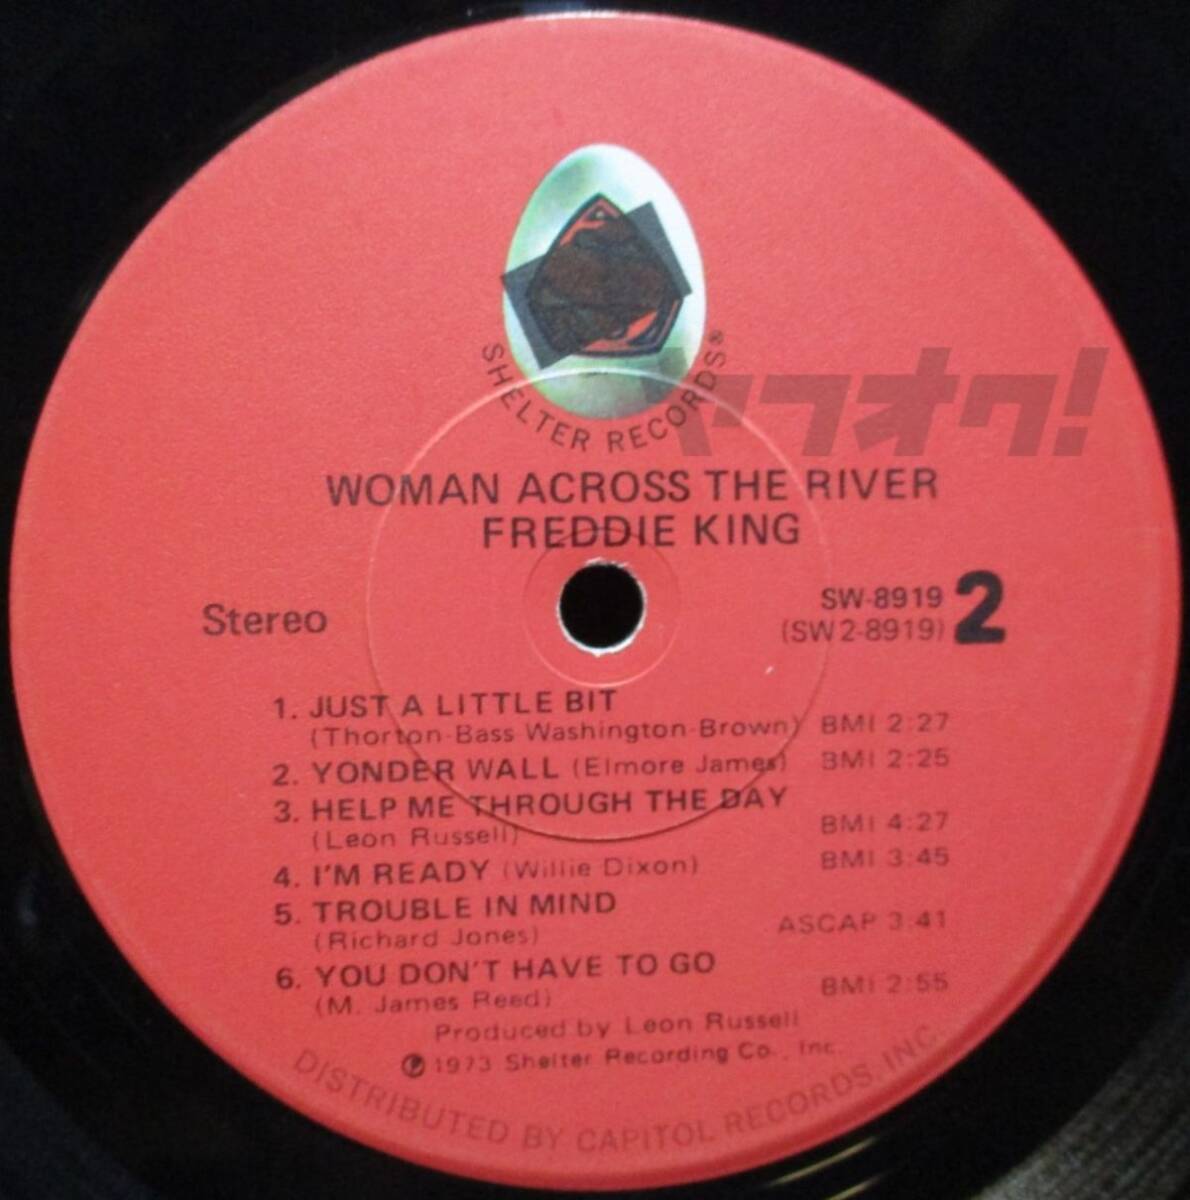 SHELTER RECORDS®
ヤフオク!
WOMAN ACROSS THE RIVER
FREDDIE KING
Stereo
SW-8919
(SW2-8919)
2
1. JUST A LITTLE BIT
(Thorton-Bass-Washington-Brown) BMI 2:27
2. YONDER WALL (Elmore James) BMI 2:25
3. HELP ME THROUGH THE DAY
(Leon Russell) BMI 4:27
4. I'M READY (Willie Dixon) BMI 3:45
5. TROUBLE IN MIND
(Richard Jones) ASCAP 3:41
6. YOU DON'T HAVE TO GO
(M. James Reed) BMI 2:55
Produced by Leon Russell
℗ 1973 Shelter Recording Co., Inc.
DISTRIBUTED BY CAPITOL RECORDS, INC.